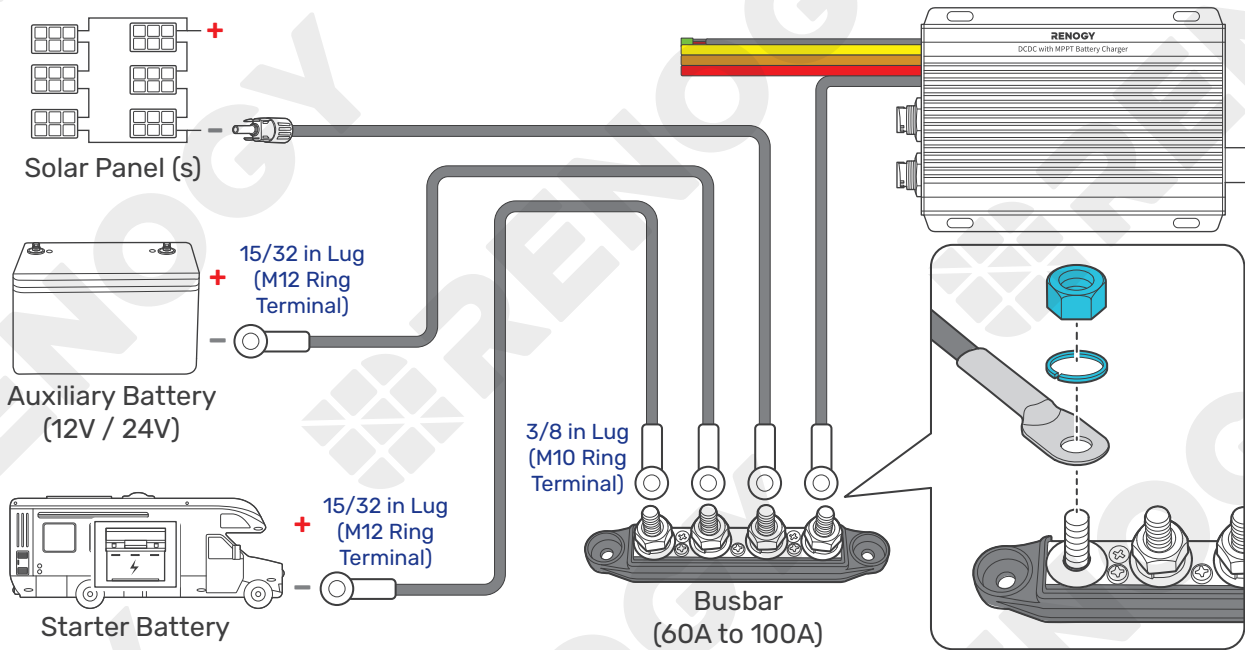 RENOGY
DCDC with MPPT Battery Charger
+
−
Solar Panel (s)
+
15/32 in Lug
(M12 Ring
Terminal)
−
Auxiliary Battery
(12V / 24V)
3/8 in Lug
(M10 Ring
Terminal)
+
15/32 in Lug
(M12 Ring
Terminal)
−
Starter Battery
Busbar
(60A to 100A)
RENOGY
RENOGY